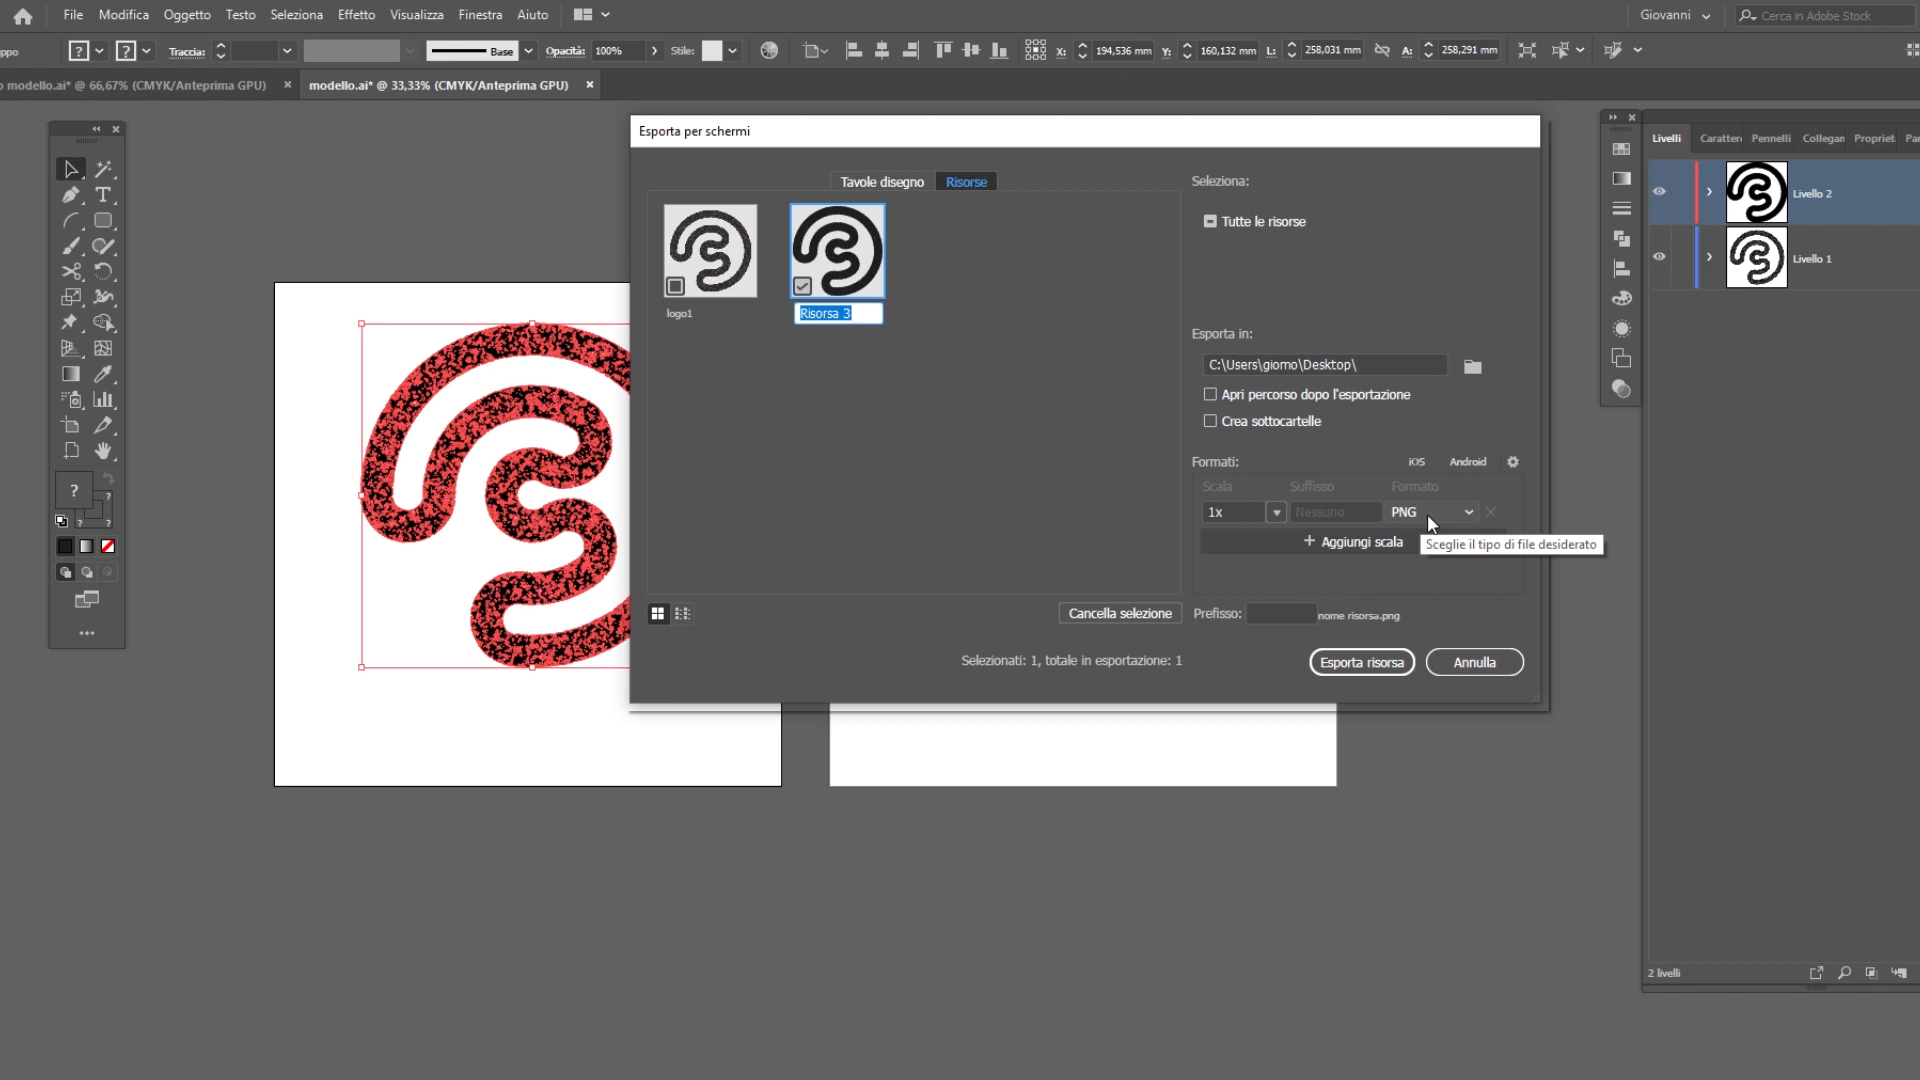 File Modifica Oggetto Testo Seleziona Effetto Visualizza Finestra Aiuto Giovanni Cerca in Adobe Stock
ppo ? ? Traccia: Base Opacità: 100% Stile: X: 194,536 mm Y: 160,132 mm L: 258,031 mm A: 258,291 mm
o modello.ai* @ 66,67% (CMYK/Anteprima GPU) modello.ai* @ 33,33% (CMYK/Anteprima GPU)
Esporta per schermi
Tavole disegno Risorse
logo1
Risorsa 3
Seleziona:
Tutte le risorse
Esporta in:
C:\Users\giomo\Desktop\
Apri percorso dopo l'esportazione
Crea sottocartelle
Formati: iOS Android
Scala Suffisso Formato
1x Nessuno PNG
+ Aggiungi scala
Sceglie il tipo di file desiderato
Cancella selezione Prefisso: nome risorsa.png
Selezionati: 1, totale in esportazione: 1 Esporta risorsa Annulla
Livelli Caratter Pennelli Collegan Propriet Par
Livello 2
Livello 1
2 livelli
T
?
?
? ?